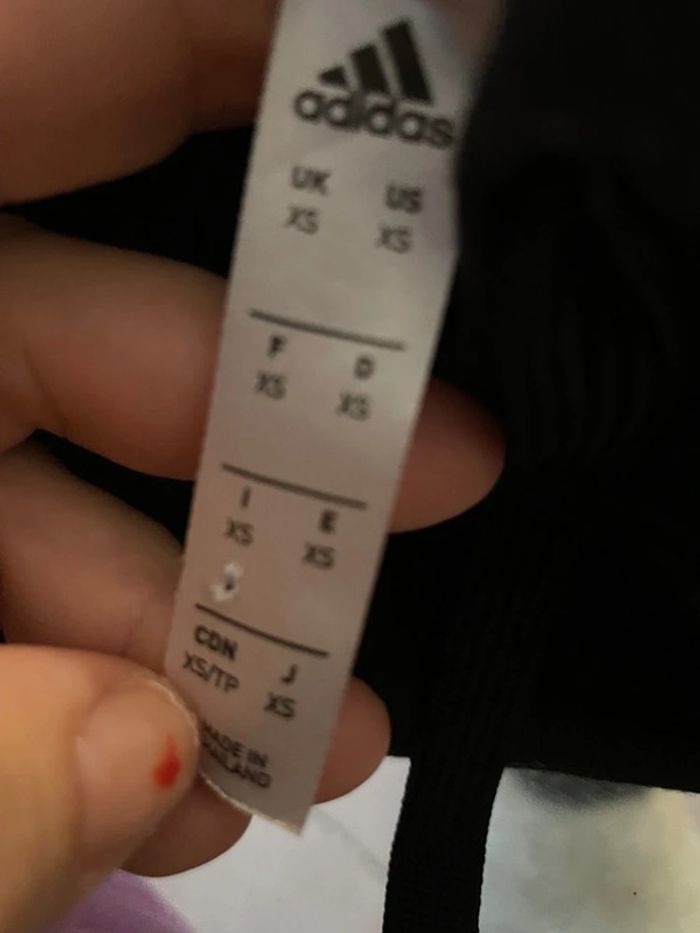 adidas
UK US
XS XS
F D
XS XS
I E
XS XS
CDN J
XS/TP XS
MADE IN
THAILAND